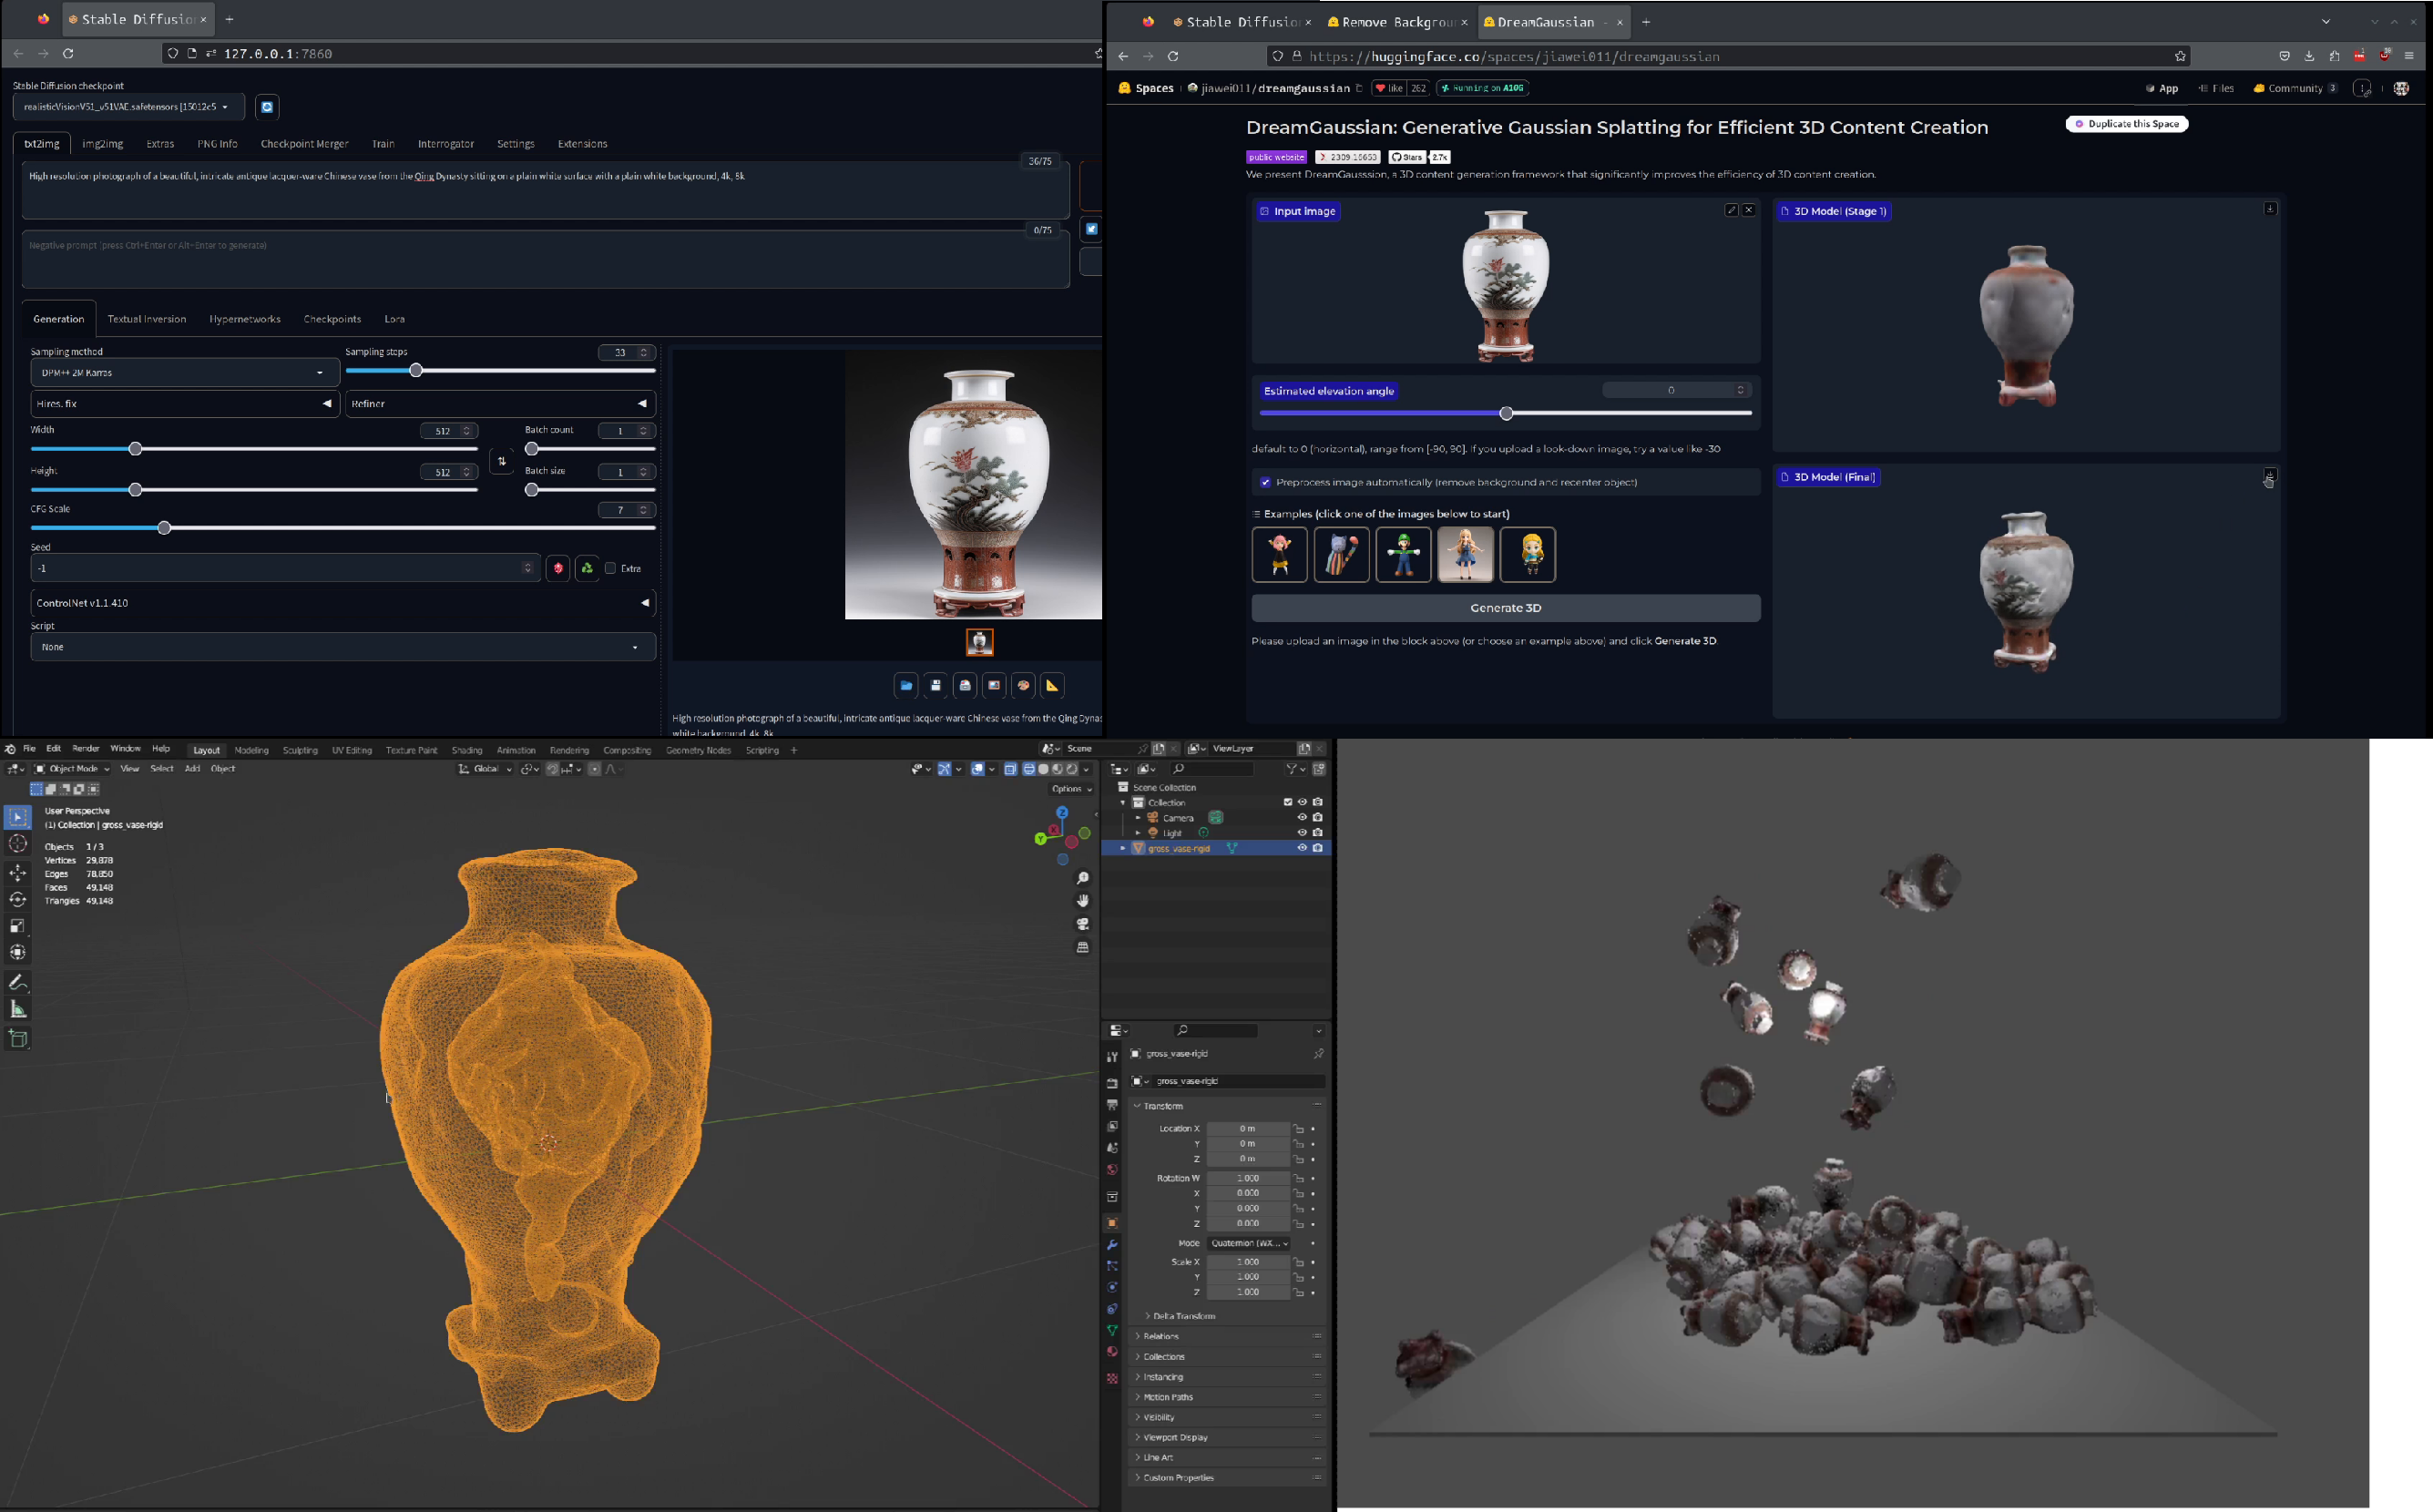 Stable Diffusion
127.0.0.1:7860
Stable Diffusion checkpoint
realisticVisionV51_v51VAE.safetensors [15012c5
txt2img img2img Extras PNG Info Checkpoint Merger Train Interrogator Settings Extensions
36/75
High resolution photograph of a beautiful, intricate antique lacquer-ware Chinese vase from the Qing Dynasty sitting on a plain white surface with a plain white background, 4k, 8k
0/75
Negative prompt (press Ctrl+Enter or Alt+Enter to generate)
Generation Textual Inversion Hypernetworks Checkpoints Lora
Sampling method
DPM++ 2M Karras
Sampling steps
33
Hires. fix
Refiner
Width
512
Batch count
1
Height
512
Batch size
1
CFG Scale
7
Seed
-1
Extra
ControlNet v1.1.410
Script
None
High resolution photograph of a beautiful, intricate antique lacquer-ware Chinese vase from the Qing Dynas
white background, 4k, 8k
Stable Diffusion
Remove Backgrou
DreamGaussian -
https://huggingface.co/spaces/jiawei011/dreamgaussian
Spaces
jiawei011/dreamgaussian
like 262
Running on A10G
App
Files
Community 3
DreamGaussian: Generative Gaussian Splatting for Efficient 3D Content Creation
Duplicate this Space
public website
2309.16653
Stars 2.7k
We present DreamGausssion, a 3D content generation framework that significantly improves the efficiency of 3D content creation.
Input image
3D Model (Stage 1)
Estimated elevation angle
0
default to 0 (horizontal), range from [-90, 90]. If you upload a look-down image, try a value like -30
3D Model (Final)
Preprocess image automatically (remove background and recenter object)
Examples (click one of the images below to start)
Generate 3D
Please upload an image in the block above (or choose an example above) and click Generate 3D.
File Edit Render Window Help Layout Modeling Sculpting UV Editing Texture Paint Shading Animation Rendering Compositing Geometry Nodes Scripting +
Scene
ViewLayer
Object Mode View Select Add Object
Global
Options
User Perspective
(1) Collection | gross_vase-rigid
Objects 1/3
Vertices 29,878
Edges 78,850
Faces 49,148
Triangles 49,148
Z
Y
X
Scene Collection
Collection
Camera
Light
gross_vase-rigid
gross_vase-rigid
gross_vase-rigid
Transform
Location X 0 m
Y 0 m
Z 0 m
Rotation W 1.000
X 0.000
Y 0.000
Z 0.000
Mode Quaternion (WX...
Scale X 1.000
Y 1.000
Z 1.000
Delta Transform
Relations
Collections
Instancing
Motion Paths
Visibility
Viewport Display
Line Art
Custom Properties